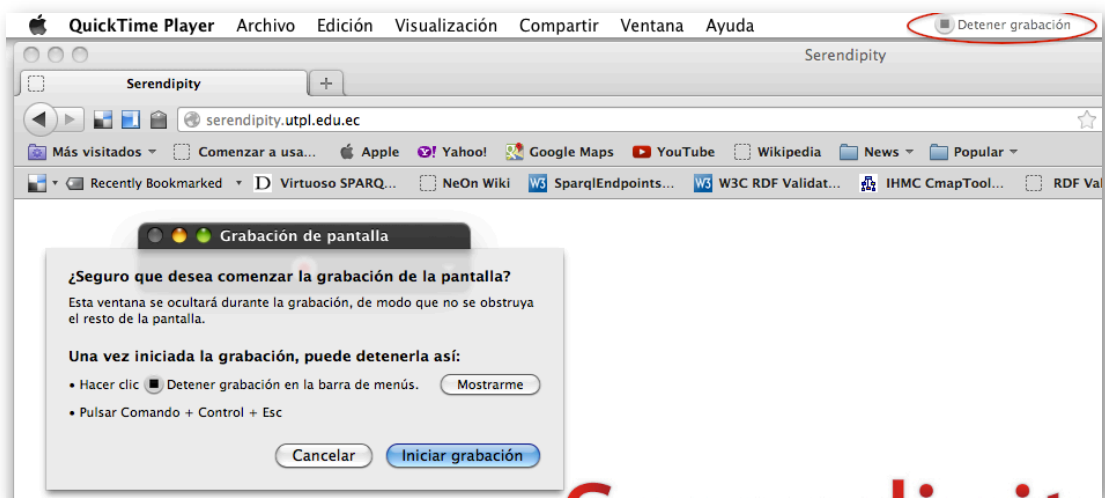 QuickTime Player Archivo Edición Visualización Compartir Ventana Ayuda Detener grabación
Serendipity
Serendipity
serendipity.utpl.edu.ec
Más visitados Comenzar a usa... Apple Yahoo! Google Maps YouTube Wikipedia News Popular
Recently Bookmarked D Virtuoso SPARQ... NeOn Wiki W3 SparqlEndpoints... W3 W3C RDF Validat... IHMC CmapTool... RDF Val
Grabación de pantalla
¿Seguro que desea comenzar la grabación de la pantalla?
Esta ventana se ocultará durante la grabación, de modo que no se obstruya
el resto de la pantalla.
Una vez iniciada la grabación, puede detenerla así:
• Hacer clic Detener grabación en la barra de menús. Mostrarme
• Pulsar Comando + Control + Esc
Cancelar Iniciar grabación